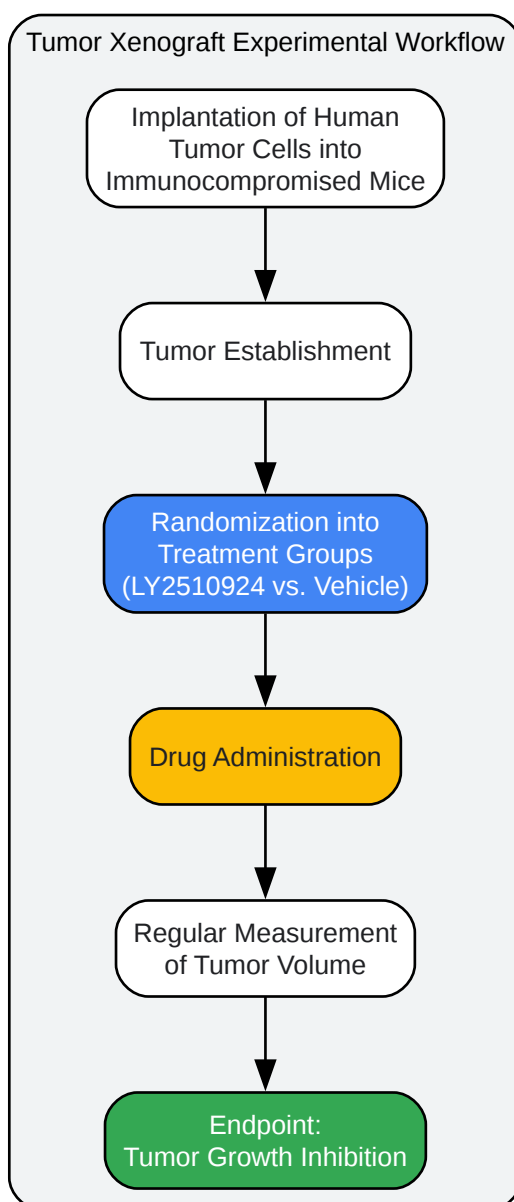 Tumor Xenograft Experimental Workflow
Implantation of Human
Tumor Cells into
Immunocompromised Mice
Tumor Establishment
Randomization into
Treatment Groups
(LY2510924 vs. Vehicle)
Drug Administration
Regular Measurement
of Tumor Volume
Endpoint:
Tumor Growth Inhibition